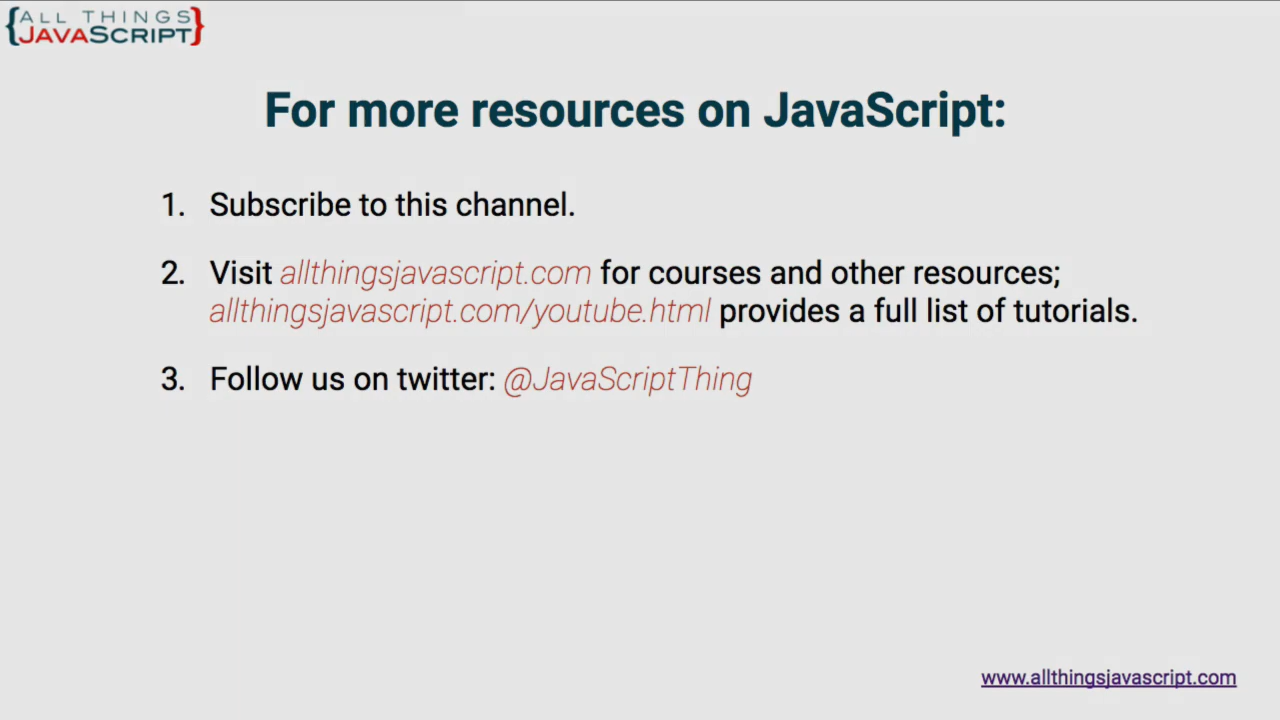 {ALL THINGS
JAVASCRIPT}
For more resources on JavaScript:
1. Subscribe to this channel.
2. Visit allthingsjavascript.com for courses and other resources;
allthingsjavascript.com/youtube.html provides a full list of tutorials.
3. Follow us on twitter: @JavaScriptThing
www.allthingsjavascript.com